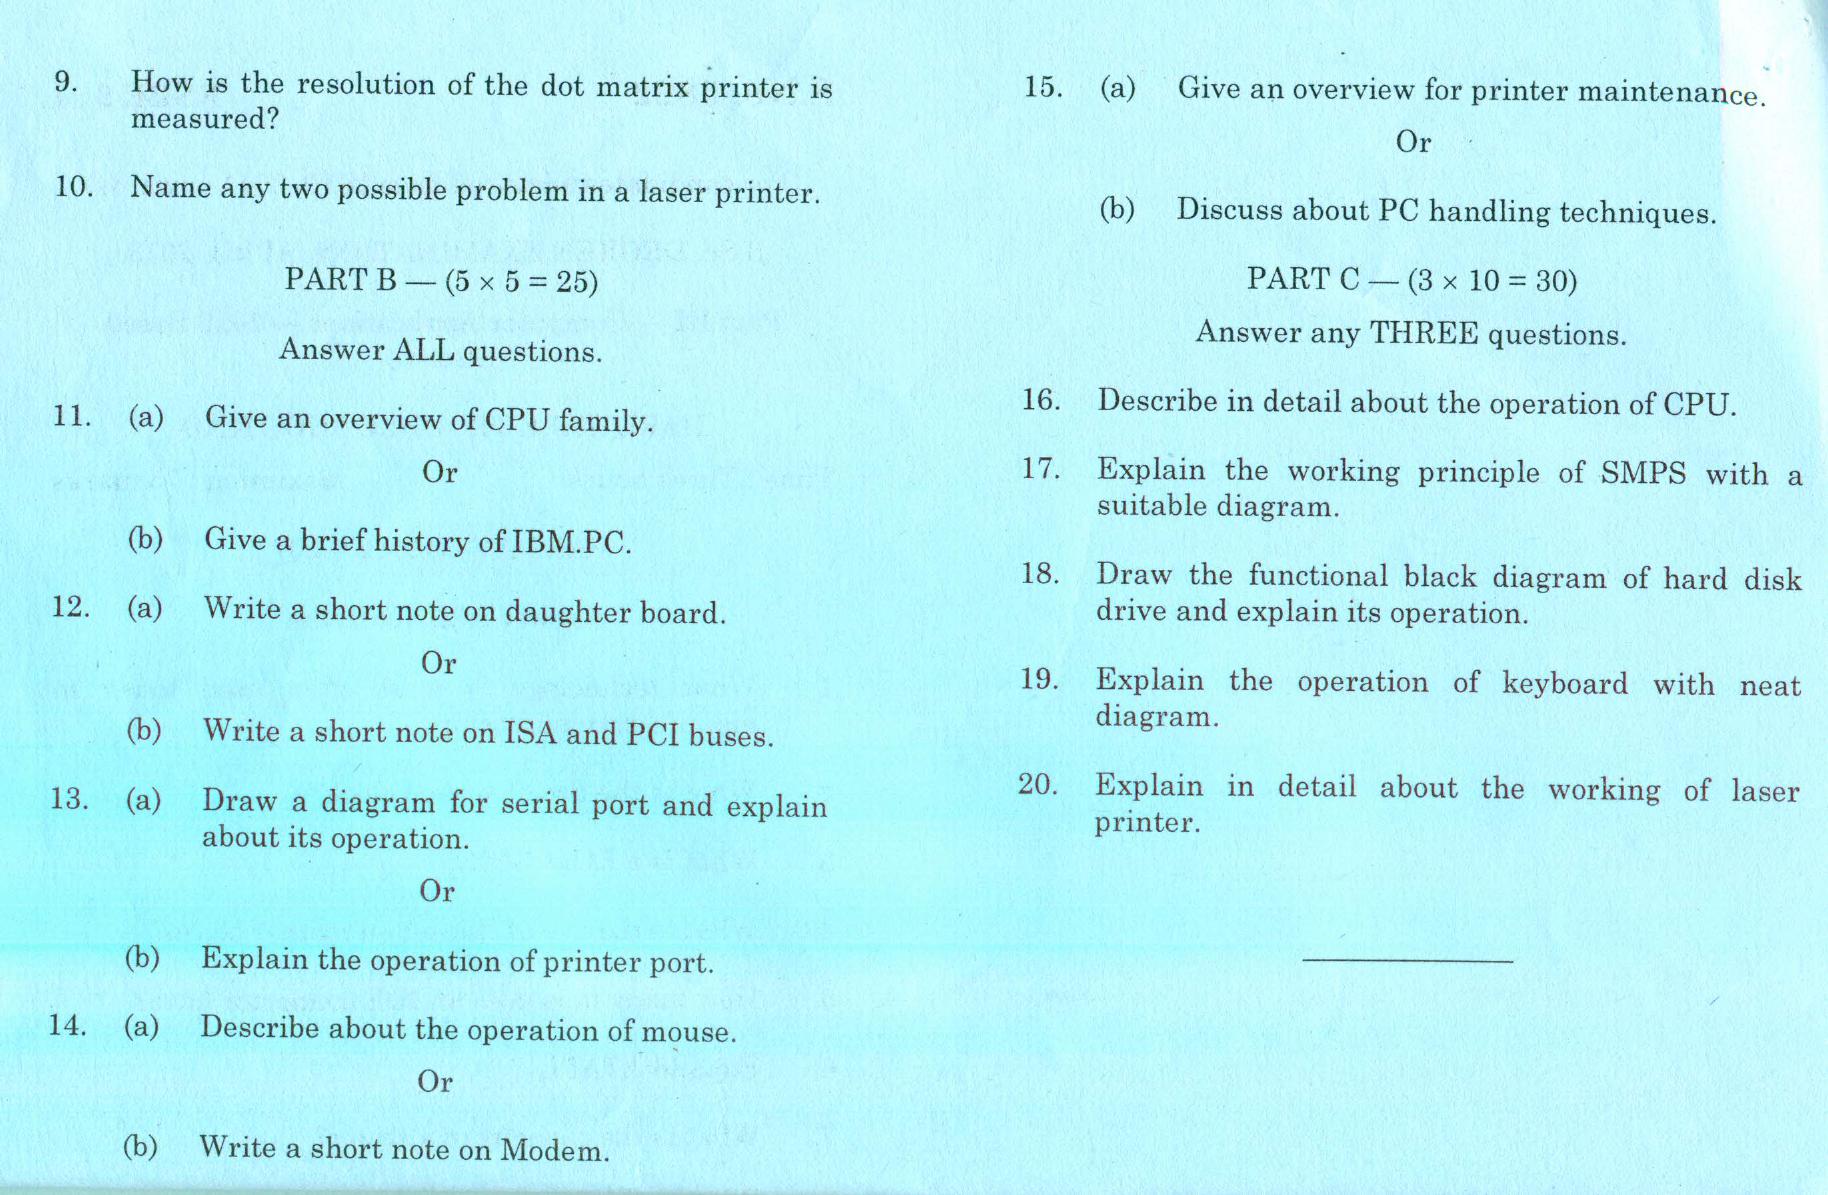 9. How is the resolution of the dot matrix printer is
measured?
10. Name any two possible problem in a laser printer.
PART B — (5 × 5 = 25)
Answer ALL questions.
11. (a) Give an overview of CPU family.
Or
(b) Give a brief history of IBM.PC.
12. (a) Write a short note on daughter board.
Or
(b) Write a short note on ISA and PCI buses.
13. (a) Draw a diagram for serial port and explain
about its operation.
Or
(b) Explain the operation of printer port.
14. (a) Describe about the operation of mouse.
Or
(b) Write a short note on Modem.
15. (a) Give an overview for printer maintenance.
Or
(b) Discuss about PC handling techniques.
PART C — (3 × 10 = 30)
Answer any THREE questions.
16. Describe in detail about the operation of CPU.
17. Explain the working principle of SMPS with a
suitable diagram.
18. Draw the functional black diagram of hard disk
drive and explain its operation.
19. Explain the operation of keyboard with neat
diagram.
20. Explain in detail about the working of laser
printer.